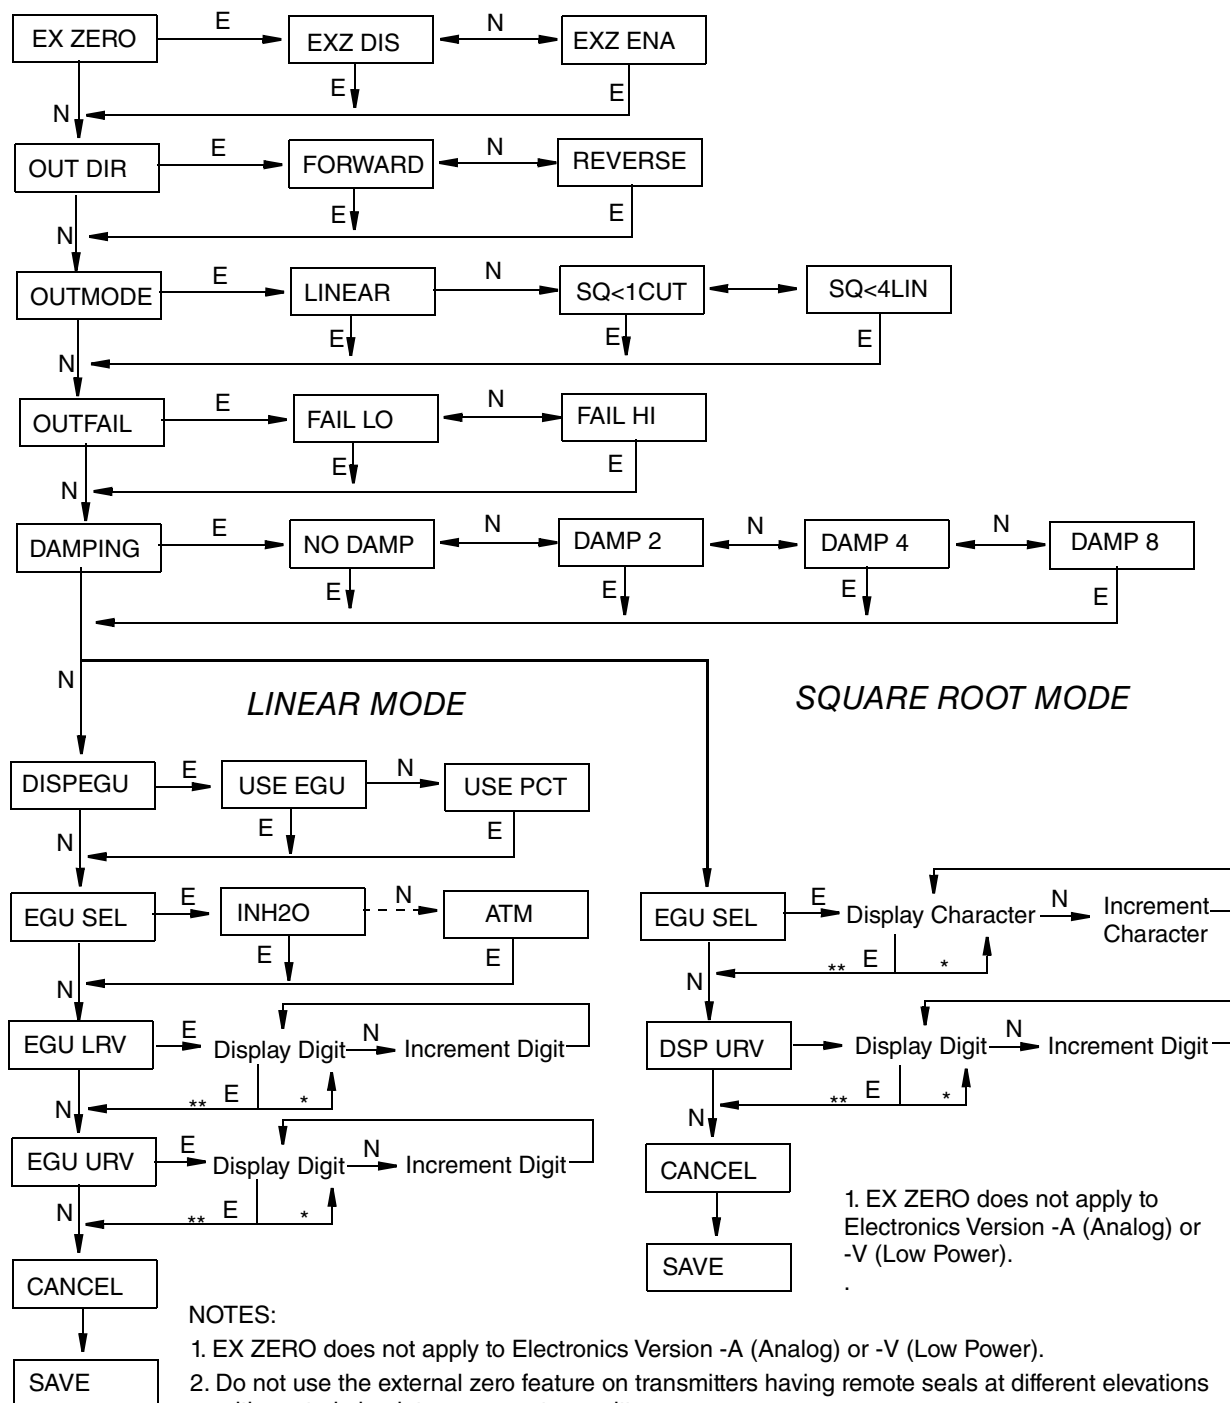 EX ZERO E EXZ DIS N EXZ ENA
E E
N
OUT DIR E FORWARD N REVERSE
E E
N
OUTMODE E LINEAR N SQ<1CUT SQ<4LIN
E E E
N
OUTFAIL E FAIL LO N FAIL HI
E E
N
DAMPING E NO DAMP N DAMP 2 N DAMP 4 N DAMP 8
E E E E
N
LINEAR MODE
DISPEGU E USE EGU N USE PCT
E E
N
EGU SEL E INH2O N ATM
E E
N
EGU LRV E Display Digit N Increment Digit
N ** E *
EGU URV E Display Digit N Increment Digit
N ** E *
CANCEL
SAVE
SQUARE ROOT MODE
EGU SEL E Display Character N Increment
Character
** E *
N
DSP URV Display Digit N Increment Digit
** E *
N
CANCEL
SAVE
1. EX ZERO does not apply to
Electronics Version -A (Analog) or
-V (Low Power).
.
NOTES:
1. EX ZERO does not apply to Electronics Version -A (Analog) or -V (Low Power).
2. Do not use the external zero feature on transmitters having remote seals at different elevations